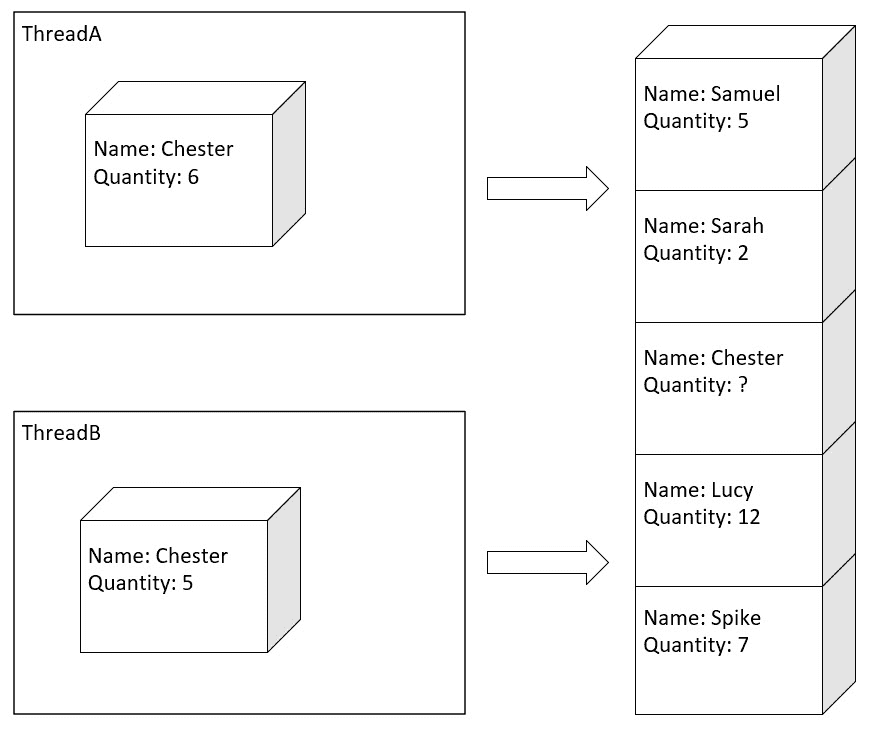 ThreadA
Name: Chester
Quantity: 6
ThreadB
Name: Chester
Quantity: 5
Name: Samuel
Quantity: 5
Name: Sarah
Quantity: 2
Name: Chester
Quantity: ?
Name: Lucy
Quantity: 12
Name: Spike
Quantity: 7